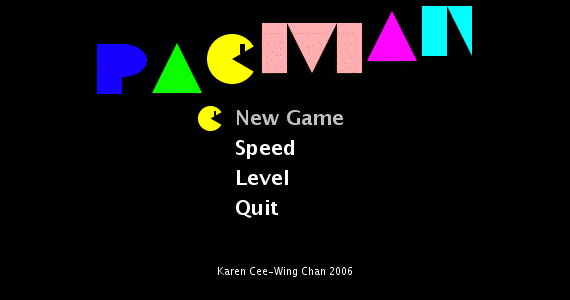 PACMAN
New Game
Speed
Level
Quit
Karen Cee-Wing Chan 2006